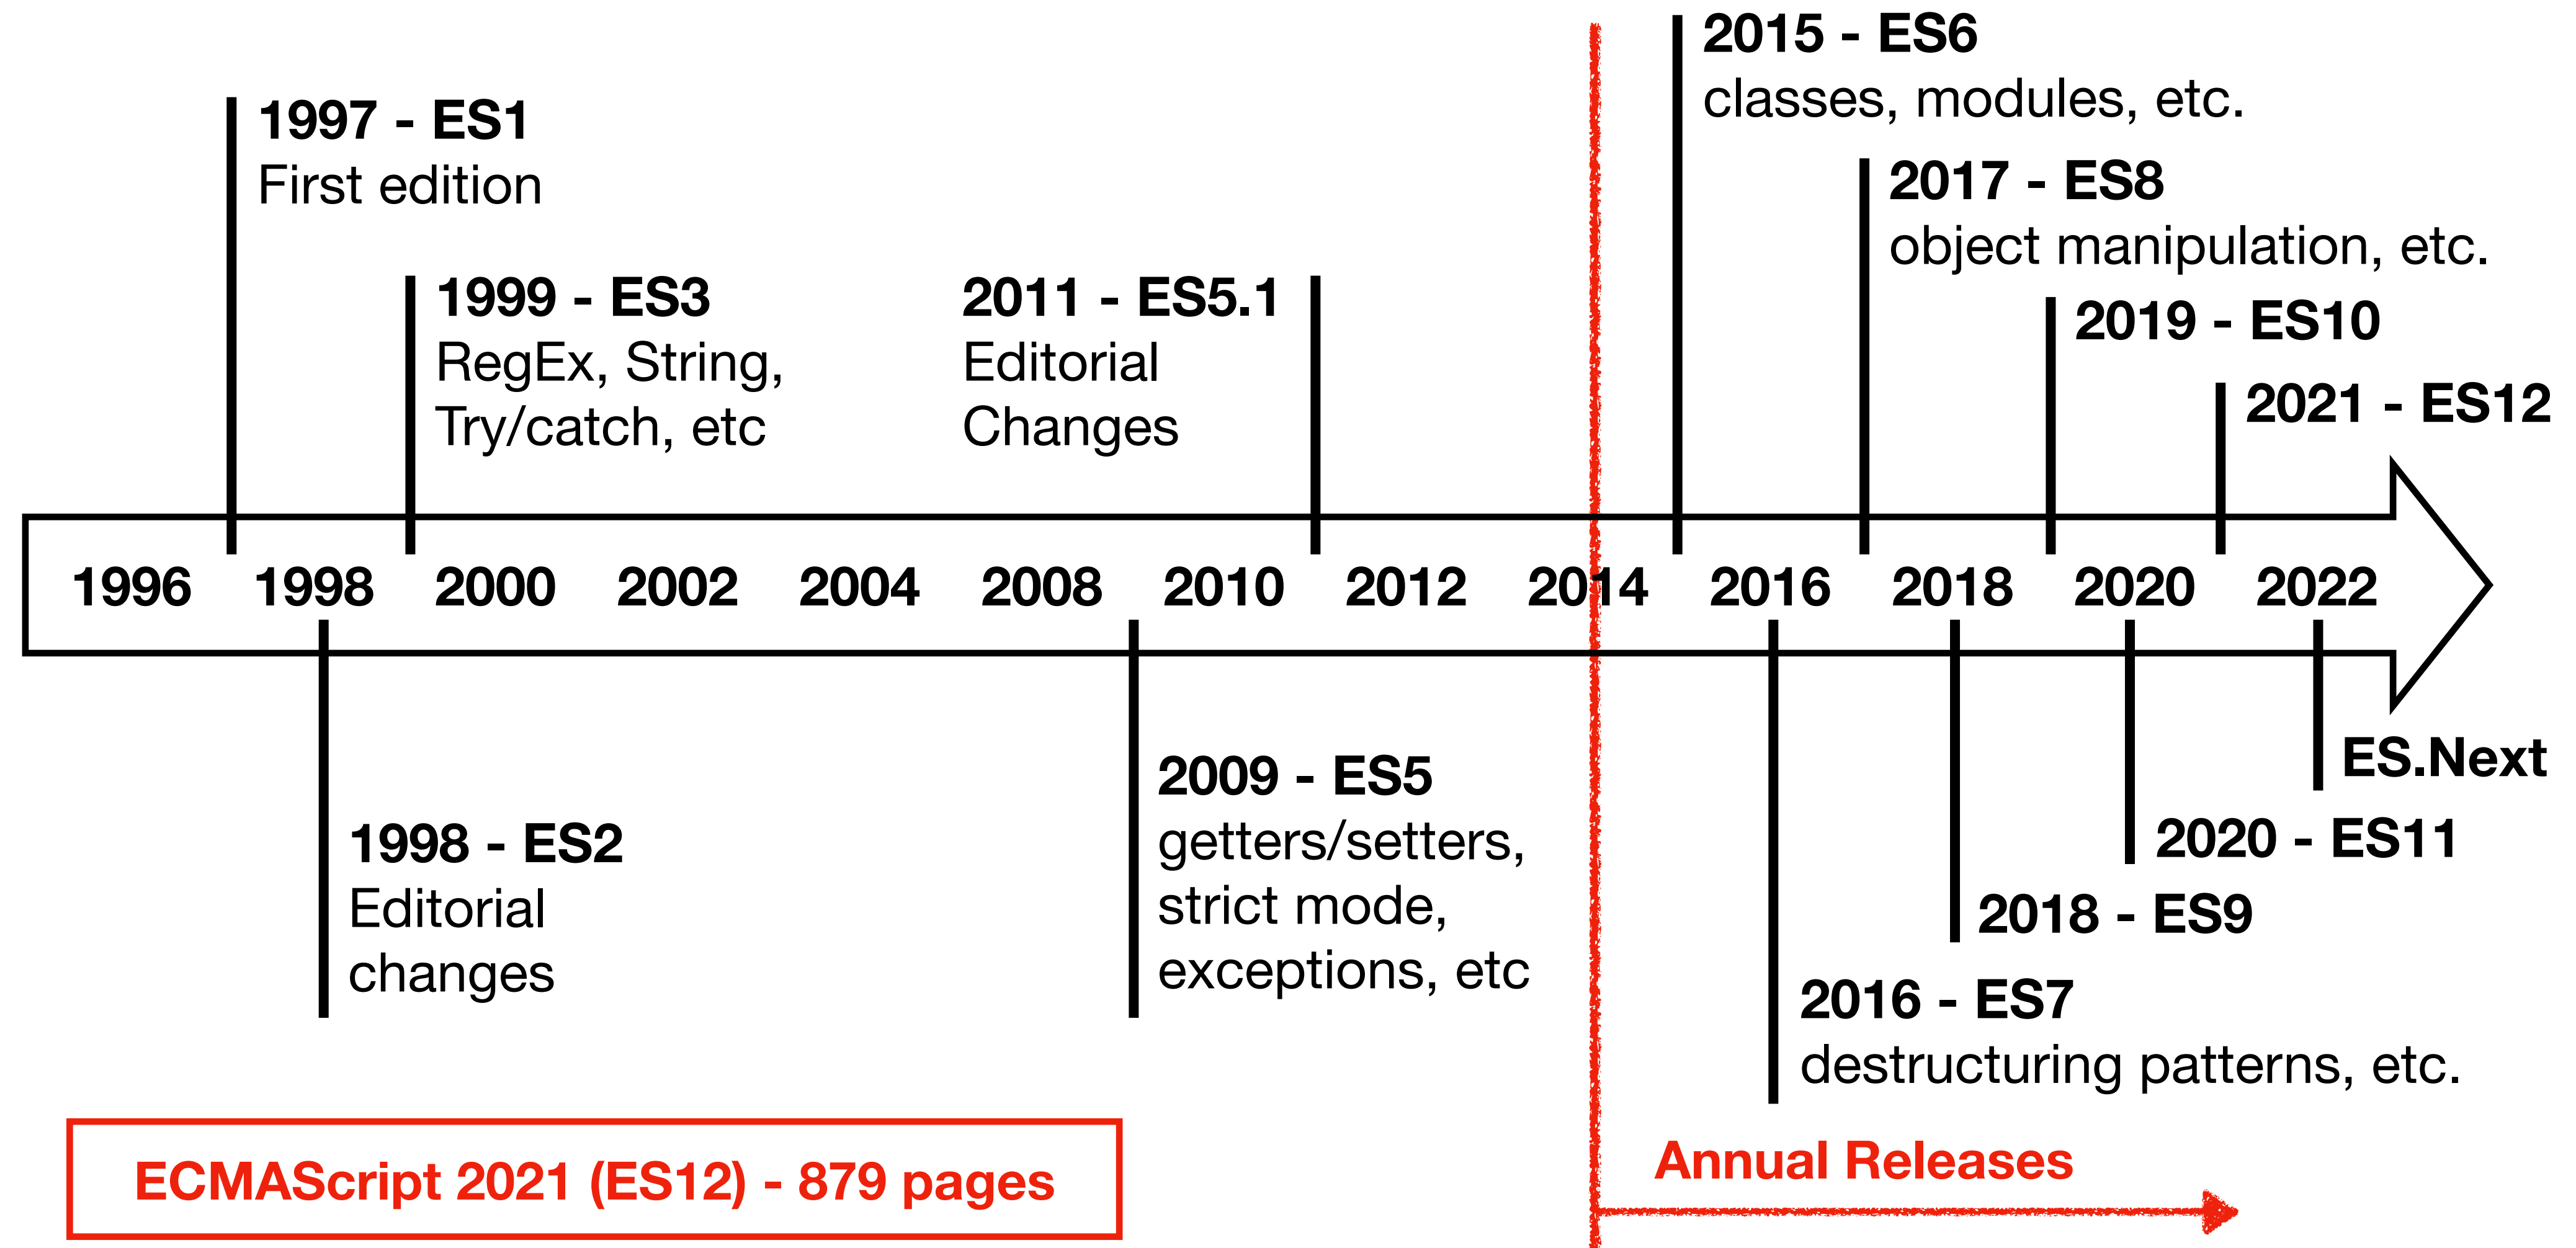 2015 - ES6
classes, modules, etc.
1997 - ES1
First edition
2017 - ES8
object manipulation, etc.
1999 - ES3
RegEx, String,
Try/catch, etc
2011 - ES5.1
Editorial
Changes
2019 - ES10
2021 - ES12
1996 1998 2000 2002 2004 2008 2010 2012 2014 2016 2018 2020 2022
ES.Next
2009 - ES5
getters/setters,
strict mode,
exceptions, etc
1998 - ES2
Editorial
changes
2020 - ES11
2018 - ES9
2016 - ES7
destructuring patterns, etc.
Annual Releases
ECMAScript 2021 (ES12) - 879 pages